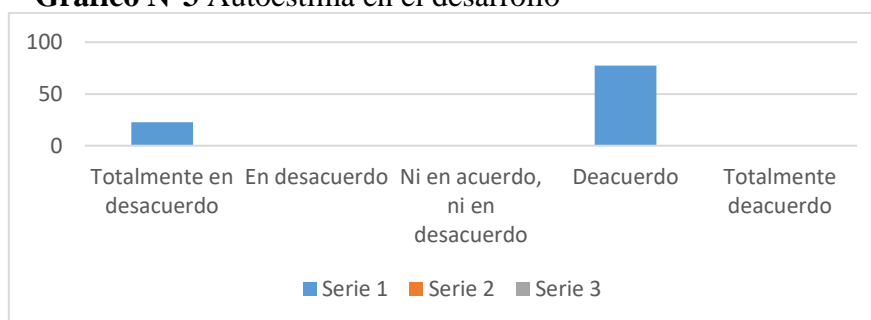 Gráfico N°3 Autoestima en el desarrollo
100
50
0
Totalmente en desacuerdo
En desacuerdo
Ni en acuerdo, ni en desacuerdo
Deacuerdo
Totalmente deacuerdo
Serie 1 Serie 2 Serie 3